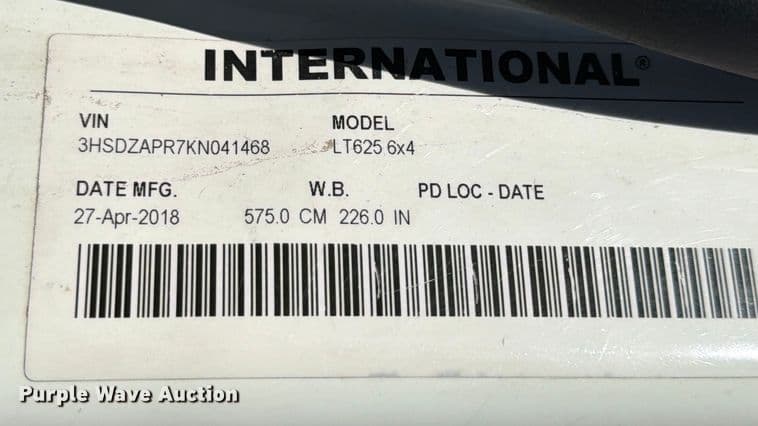 INTERNATIONAL®
VIN MODEL
3HSDZAPR7KN041468 LT625 6x4
DATE MFG. W.B. PD LOC - DATE
27-Apr-2018 575.0 CM 226.0 IN
Purple Wave Auction